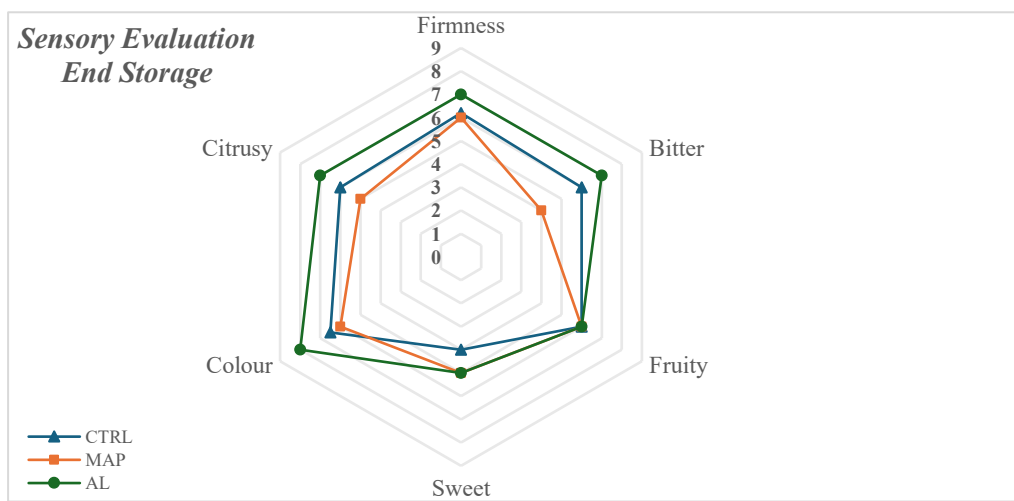 Sensory Evaluation
End Storage
Firmness
9
8
7
6
5
4
3
2
1
0
Citrusy
Bitter
Colour
Fruity
Sweet
CTRL
MAP
AL